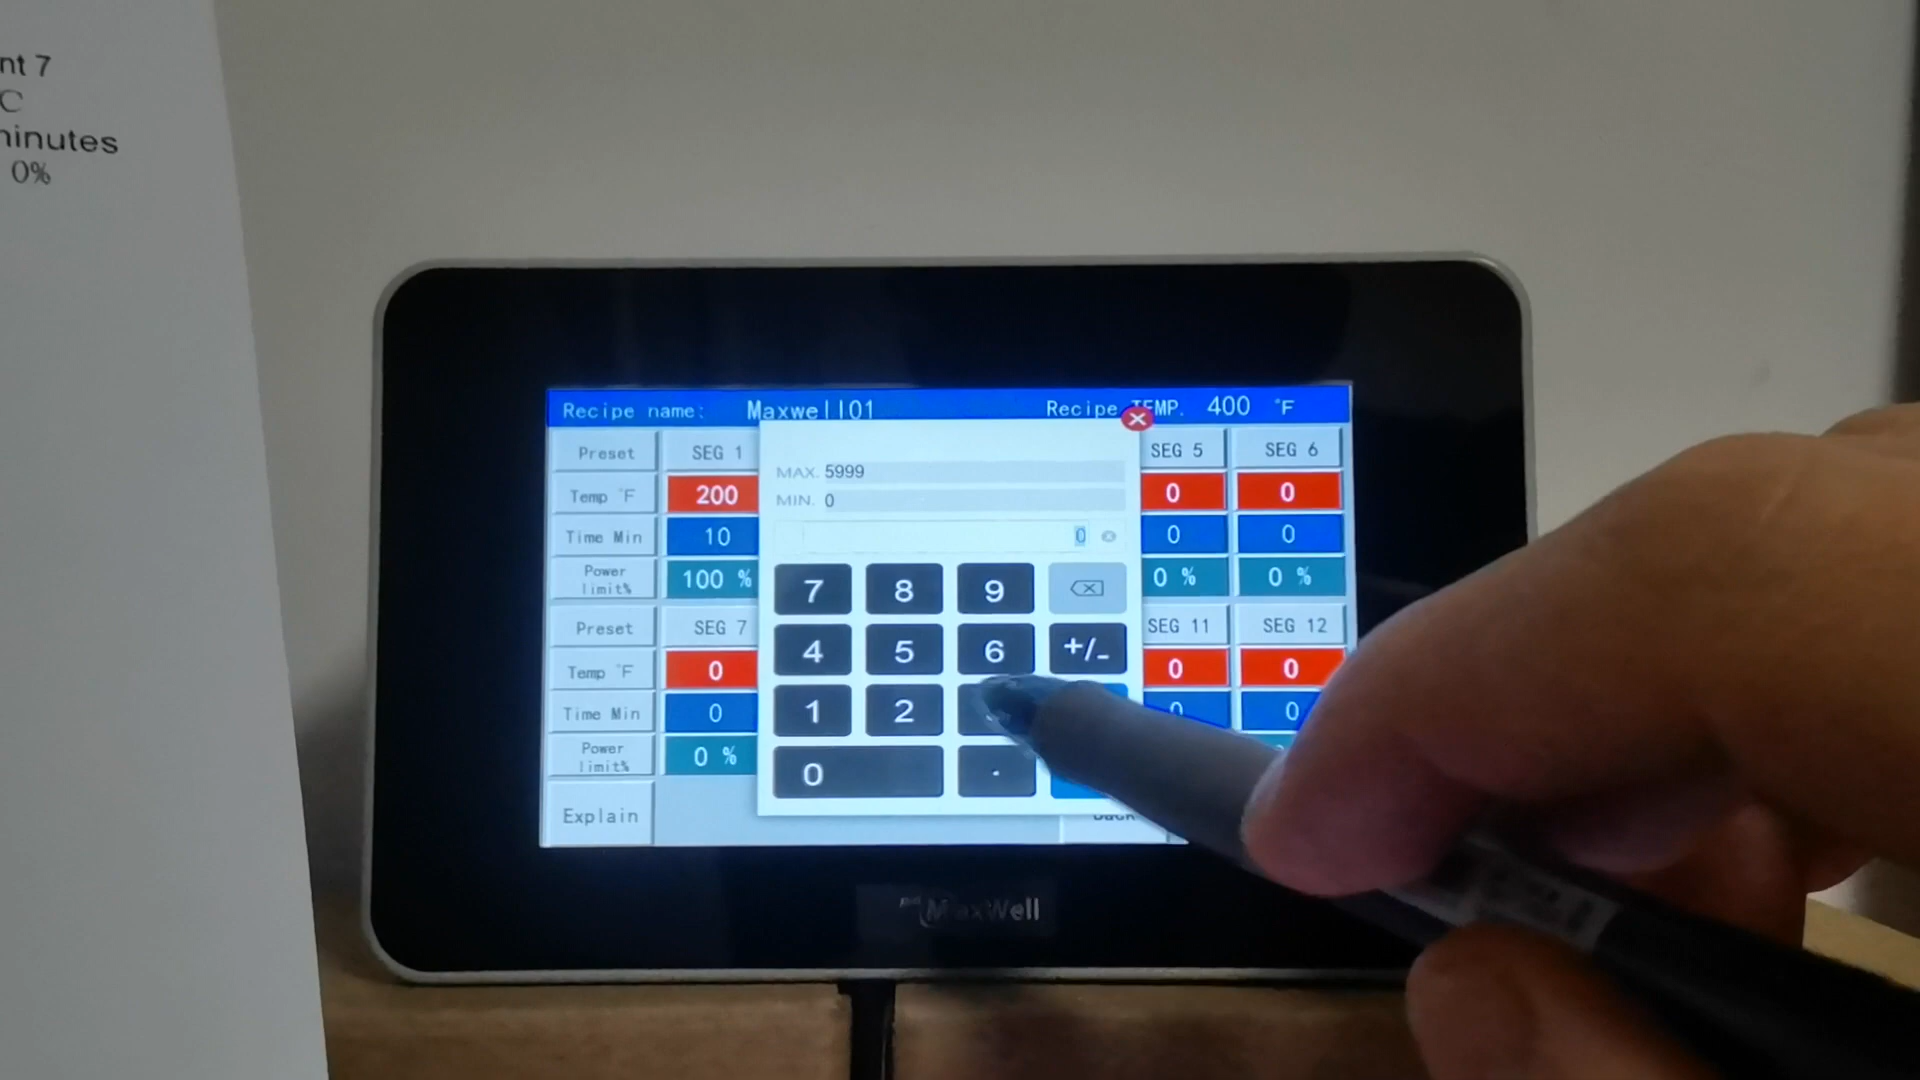 nt 7
C
minutes
0%
Recipe name: Maxwell01 Recipe TEMP. 400 °F
Preset SEG 1 SEG 5 SEG 6
Temp °F 200 0 0
Time Min 10 0 0
Power limit% 100 % 0 % 0 %
Preset SEG 7 SEG 11 SEG 12
Temp °F 0 0 0
Time Min 0 0 0
Power limit% 0 %
Explain Back
MAX. 5999
MIN. 0
0
7 8 9
4 5 6 +/-
1 2
0 .
MaxWell